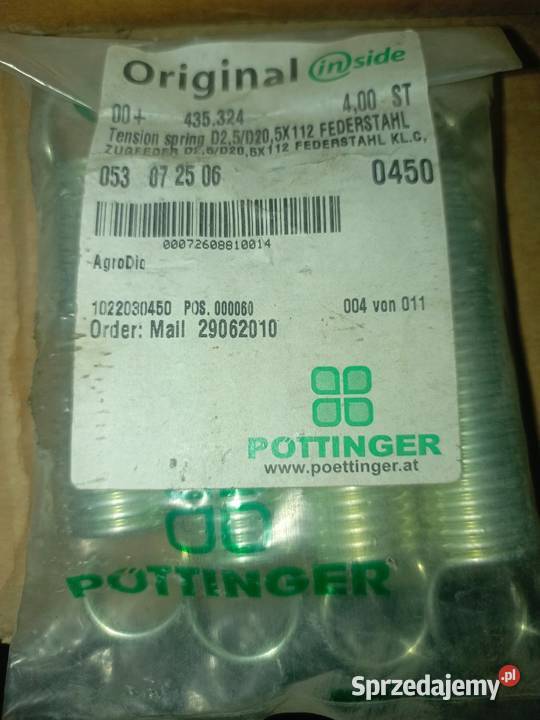 Original inside
00+ 435.324 4,00 ST
Tension spring D2,5/D20,5X112 FEDERSTAHL
ZUGFEDER D2,5/D20,5X112 FEDERSTAHL KL.C,
053 07 25 06 0450
00072608810014
AgroDio
1022030450 POS. 000060 004 von 011
Order: Mail 29062010
PÖTTINGER
www.poettinger.at
PÖTTINGER
Sprzedajemy.pl